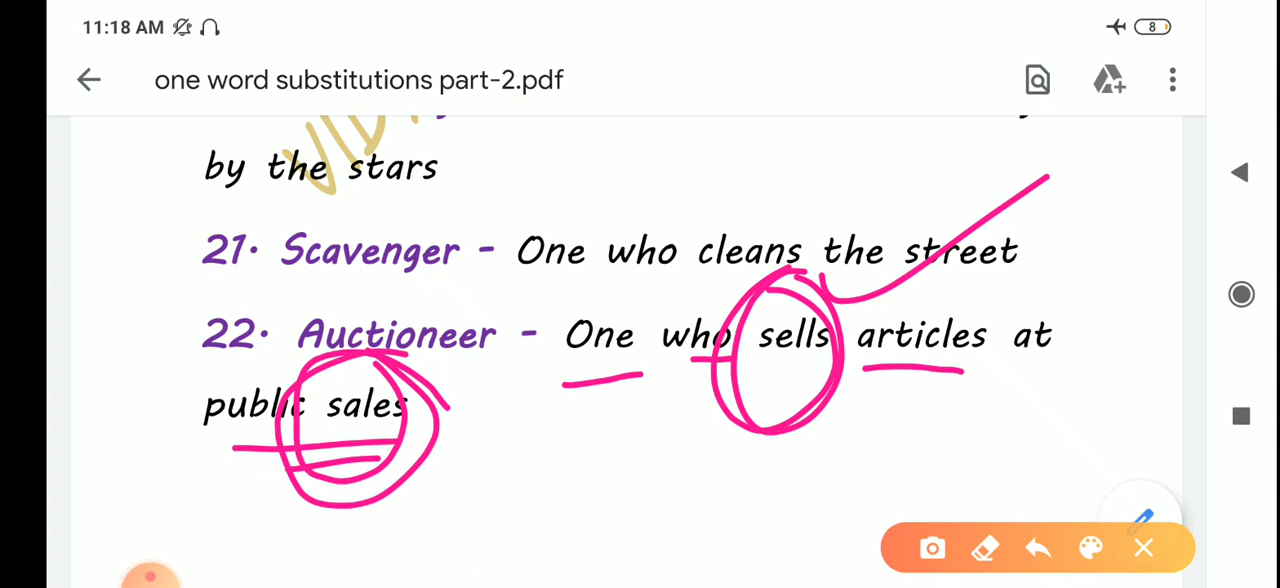 11:18 AM 8
one word substitutions part-2.pdf
by the stars
21. Scavenger - One who cleans the street
22. Auctioneer - One who sells articles at
public sales